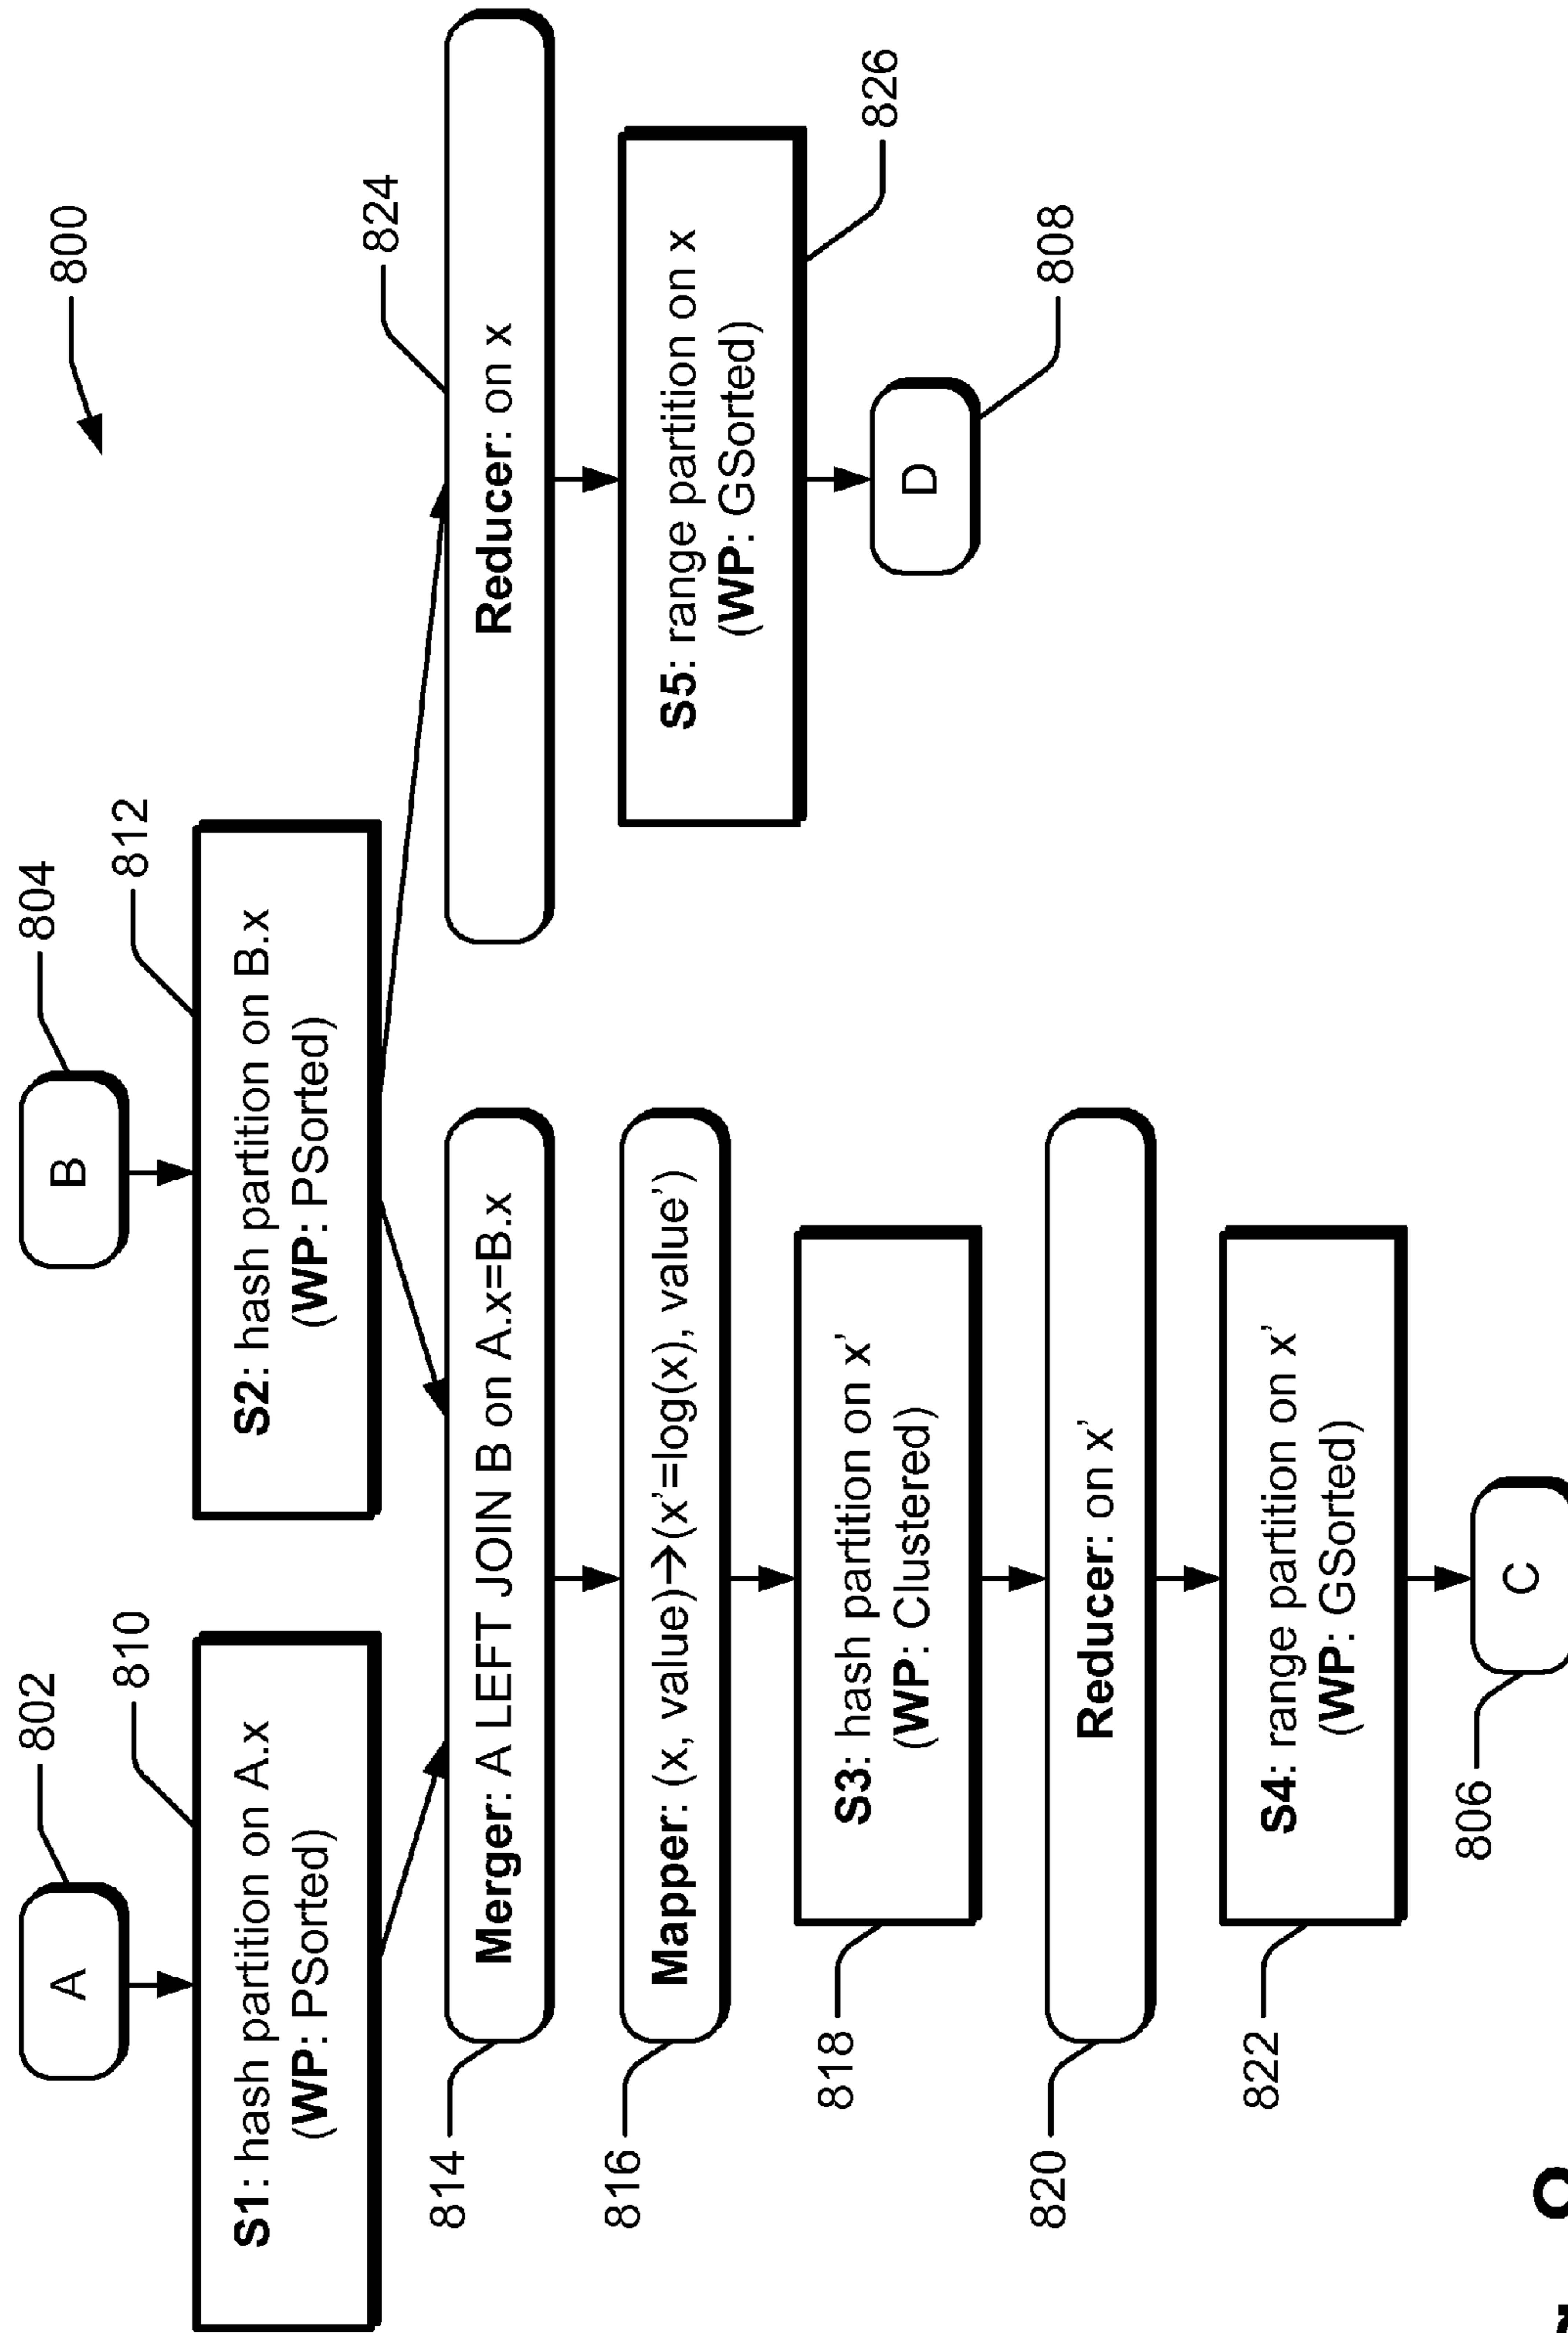 800
802
804
A
B
810
812
S1: hash partition on A.x
(WP: PSorted)
S2: hash partition on B.x
(WP: PSorted)
824
814
Merger: A LEFT JOIN B on A.x=B.x
Reducer: on x
816
Mapper: (x, value)→(x’=log(x), value’)
S5: range partition on x
(WP: GSorted)
826
818
S3: hash partition on x’
(WP: Clustered)
D
808
820
Reducer: on x’
822
S4: range partition on x’
(WP: GSorted)
806
C